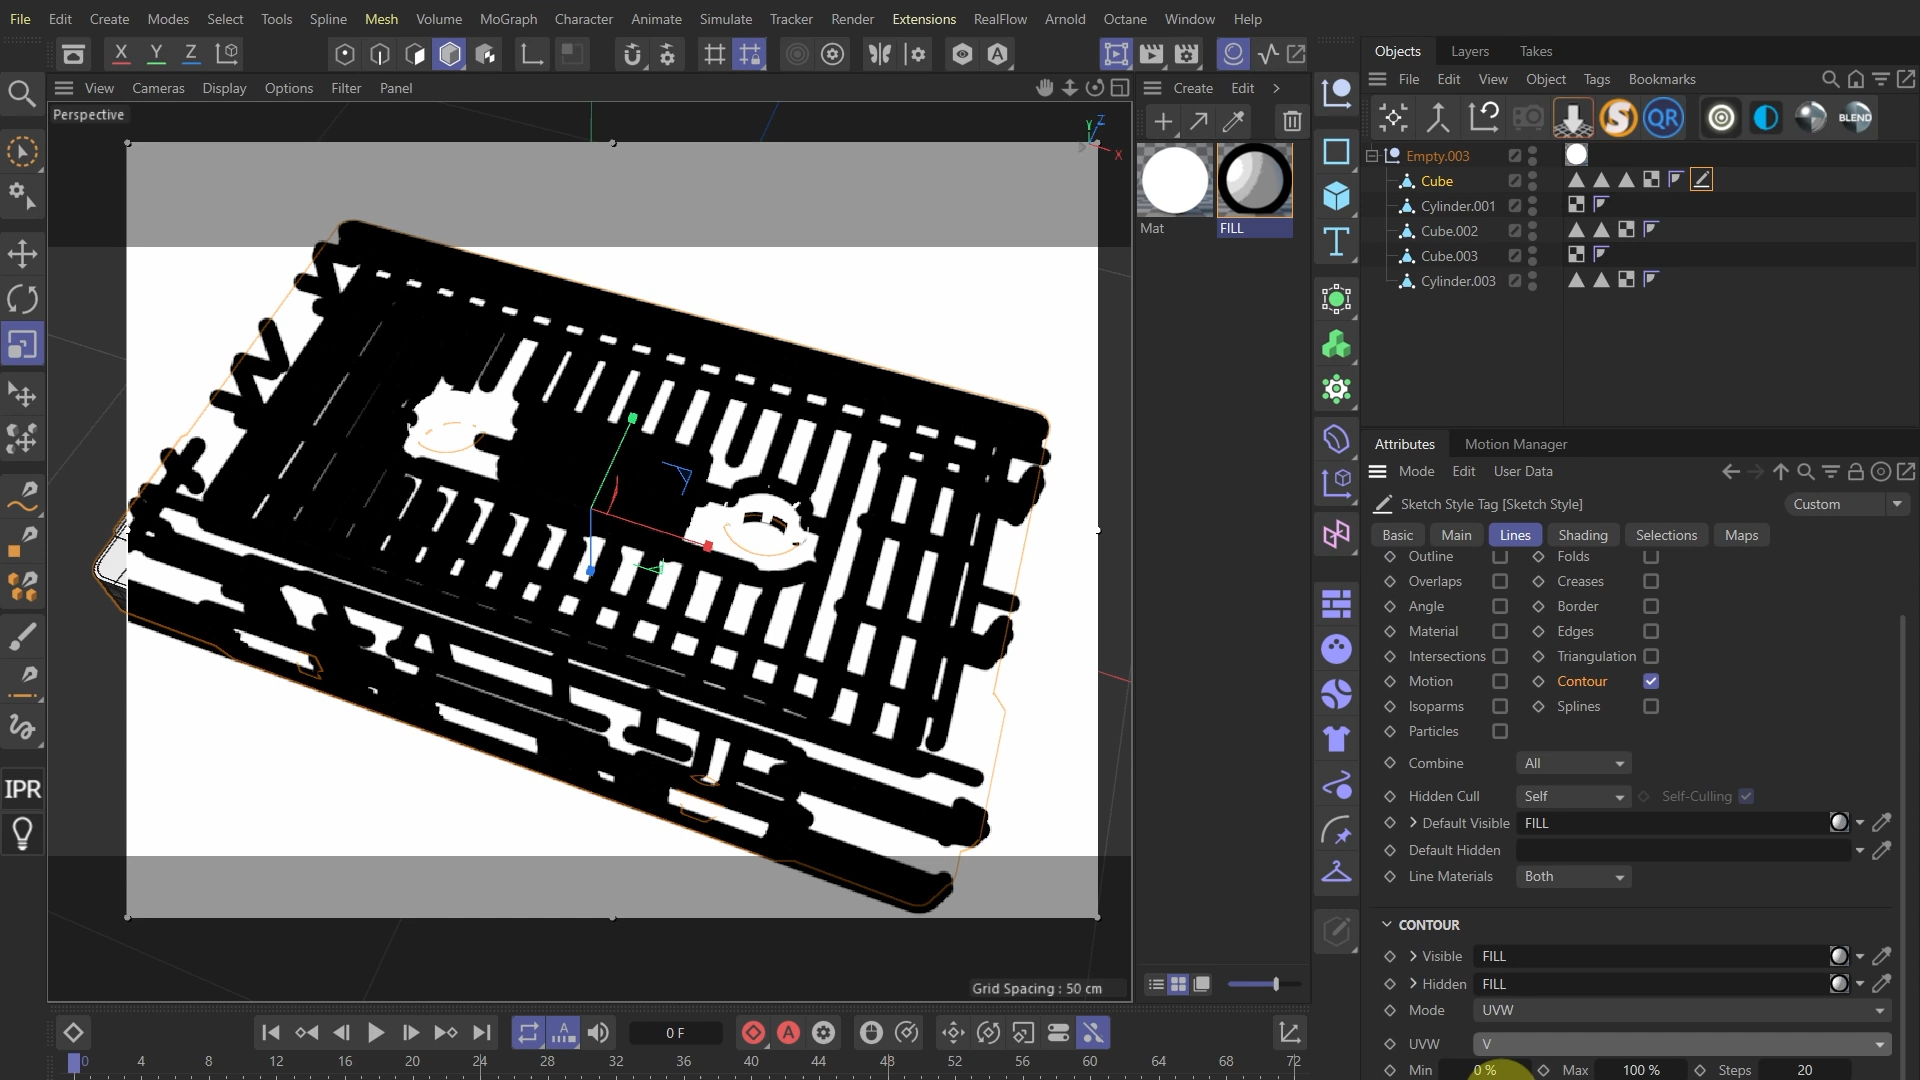 File Edit Create Modes Select Tools Spline Mesh Volume MoGraph Character Animate Simulate Tracker Render Extensions RealFlow Arnold Octane Window Help
X Y Z
View Cameras Display Options Filter Panel
Perspective
Y Z
X
Grid Spacing : 50 cm
IPR
Create Edit
Mat FILL
Objects Layers Takes
File Edit View Object Tags Bookmarks
S QR BLEND
Empty.003
Cube
Cylinder.001
Cube.002
Cube.003
Cylinder.003
Attributes Motion Manager
Mode Edit User Data
Sketch Style Tag [Sketch Style] Custom
Basic Main Lines Shading Selections Maps
Outline Folds
Overlaps Creases
Angle Border
Material Edges
Intersections Triangulation
Motion Contour
Isoparms Splines
Particles
Combine All
Hidden Cull Self Self-Culling
Default Visible FILL
Default Hidden
Line Materials Both
CONTOUR
Visible FILL
Hidden FILL
Mode UVW
UVW V
Min 0 % Max 100 % Steps 20
A 0 F A
0 4 8 12 16 20 24 28 32 36 40 44 48 52 56 60 64 68 72